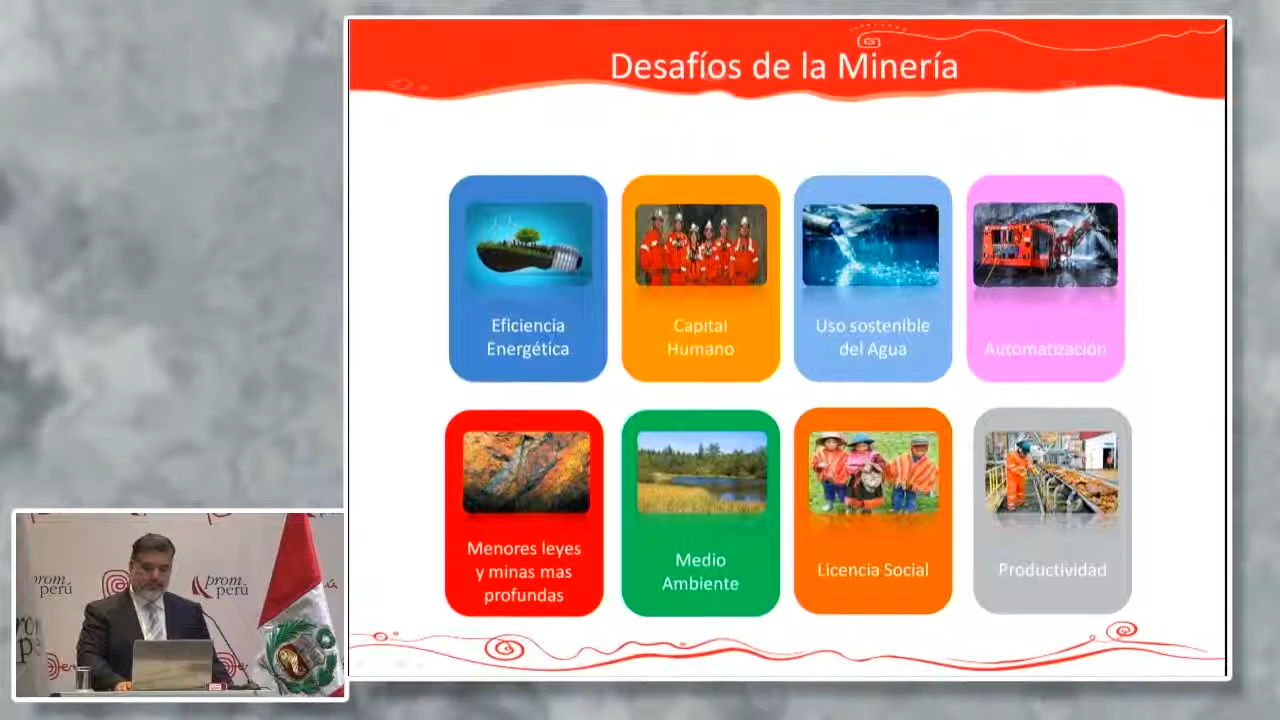 Desafíos de la Minería
Eficiencia
Energética
Capital
Humano
Uso sostenible
del Agua
Automatización
Menores leyes
y minas mas
profundas
Medio
Ambiente
Licencia Social
Productividad
prom
perú
prom
perú